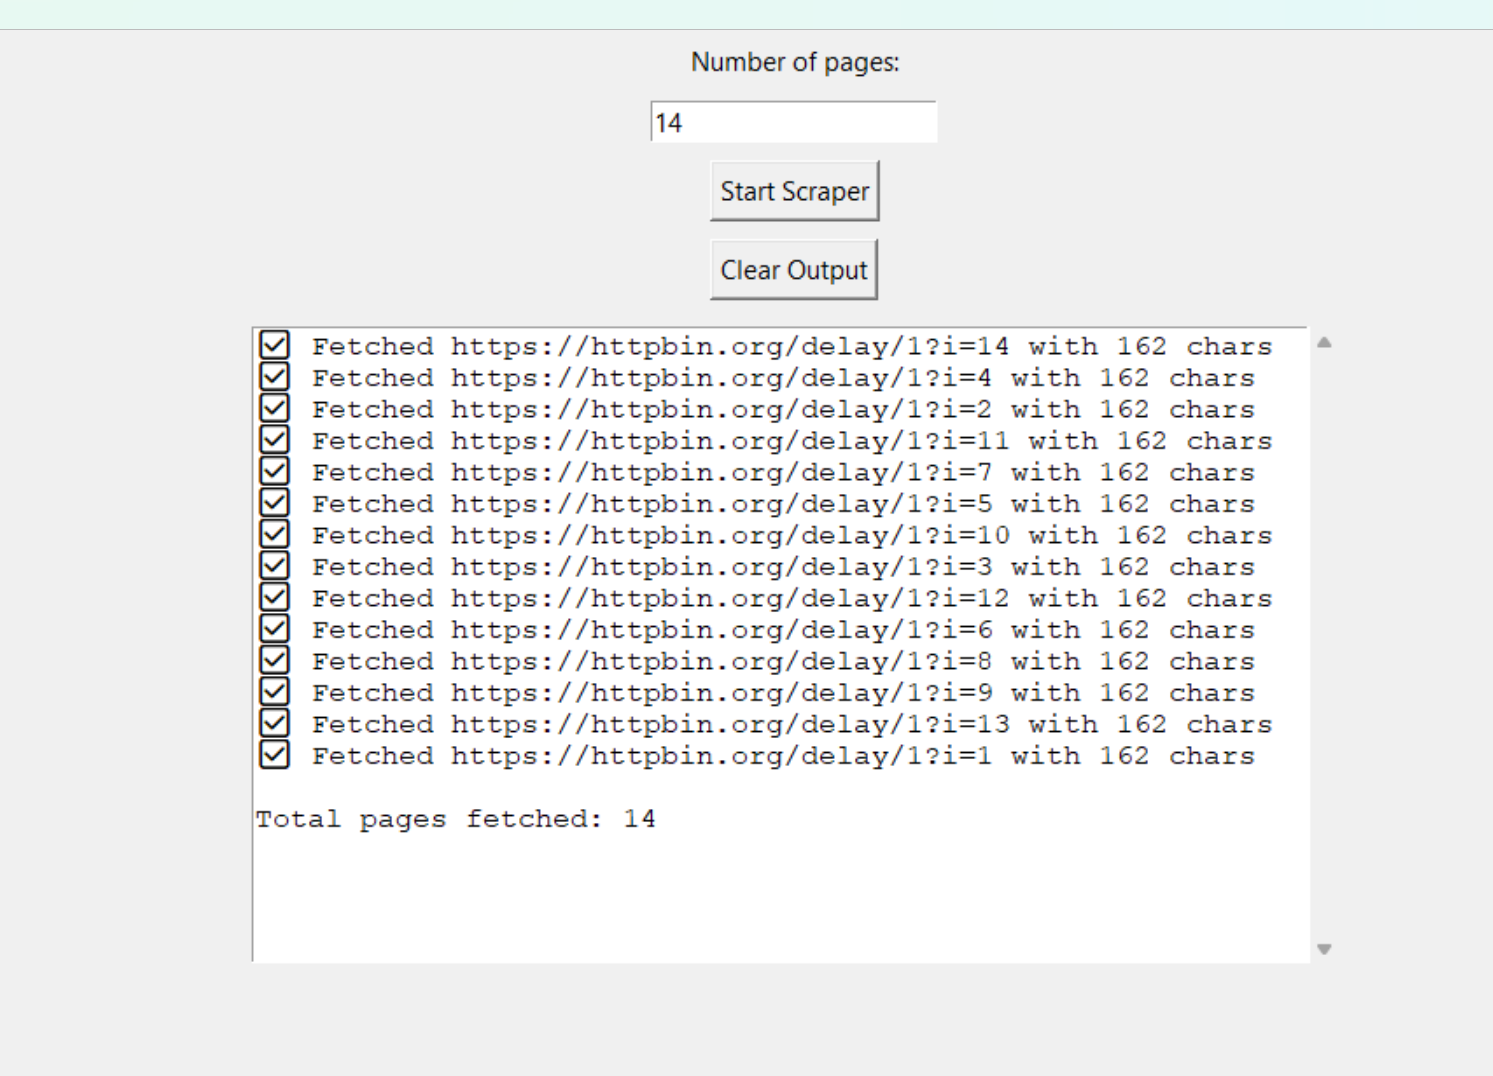 Number of pages:
14
Start Scraper
Clear Output
☑ Fetched https://httpbin.org/delay/1?i=14 with 162 chars
☑ Fetched https://httpbin.org/delay/1?i=4 with 162 chars
☑ Fetched https://httpbin.org/delay/1?i=2 with 162 chars
☑ Fetched https://httpbin.org/delay/1?i=11 with 162 chars
☑ Fetched https://httpbin.org/delay/1?i=7 with 162 chars
☑ Fetched https://httpbin.org/delay/1?i=5 with 162 chars
☑ Fetched https://httpbin.org/delay/1?i=10 with 162 chars
☑ Fetched https://httpbin.org/delay/1?i=3 with 162 chars
☑ Fetched https://httpbin.org/delay/1?i=12 with 162 chars
☑ Fetched https://httpbin.org/delay/1?i=6 with 162 chars
☑ Fetched https://httpbin.org/delay/1?i=8 with 162 chars
☑ Fetched https://httpbin.org/delay/1?i=9 with 162 chars
☑ Fetched https://httpbin.org/delay/1?i=13 with 162 chars
☑ Fetched https://httpbin.org/delay/1?i=1 with 162 chars
Total pages fetched: 14